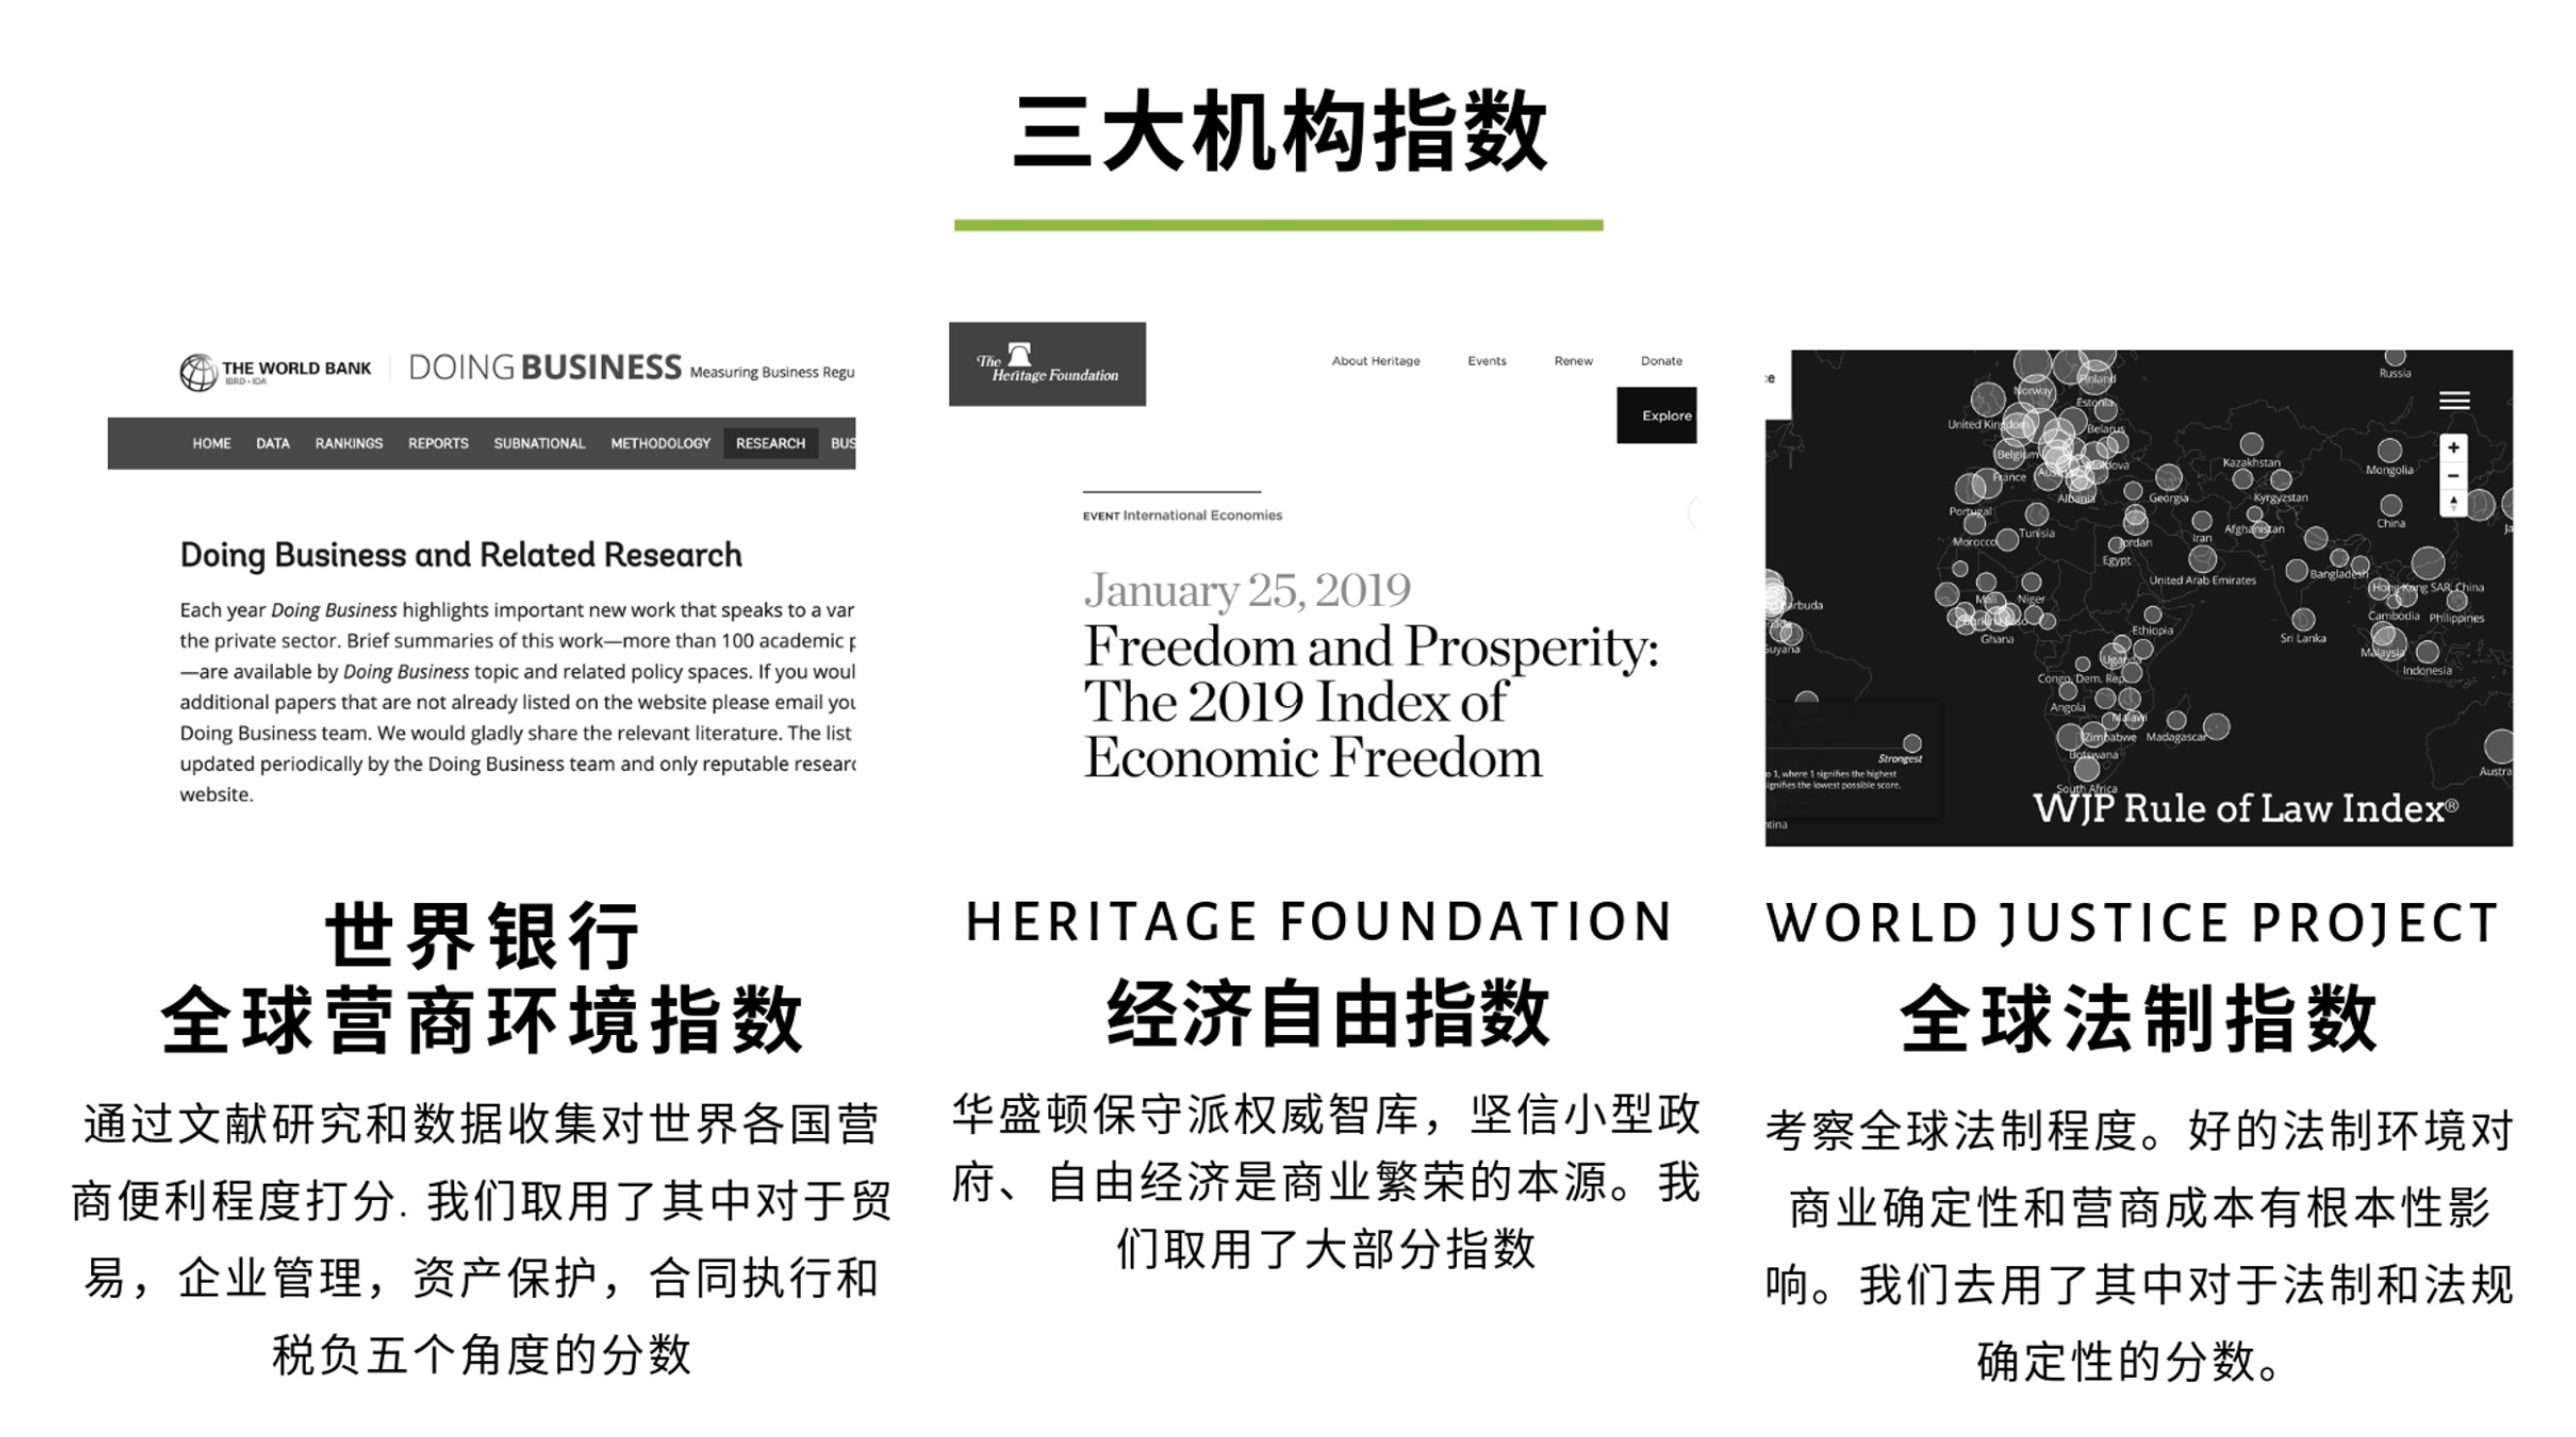 三大机构指数
THE WORLD BANK
IBRD • IDA
DOING BUSINESS Measuring Business Regu
HOME DATA RANKINGS REPORTS SUBNATIONAL METHODOLOGY RESEARCH BUS
Doing Business and Related Research
Each year Doing Business highlights important new work that speaks to a var
the private sector. Brief summaries of this work—more than 100 academic p
—are available by Doing Business topic and related policy spaces. If you woul
additional papers that are not already listed on the website please email you
Doing Business team. We would gladly share the relevant literature. The list
updated periodically by the Doing Business team and only reputable researc
website.
世界银行
全球营商环境指数
通过文献研究和数据收集对世界各国营
商便利程度打分. 我们取用了其中对于贸
易，企业管理，资产保护，合同执行和
税负五个角度的分数
The
Heritage Foundation
About Heritage Events Renew Donate
Explore
EVENT International Economies
January 25, 2019
Freedom and Prosperity:
The 2019 Index of
Economic Freedom
HERITAGE FOUNDATION
经济自由指数
华盛顿保守派权威智库，坚信小型政
府、自由经济是商业繁荣的本源。我
们取用了大部分指数
Russia
Finland
Norway
Estonia
United Kingdom
Belarus
Belgium
Moldova
Kazakhstan
Mongolia
France
Albania
Georgia
Kyrgyzstan
Portugal
China
Afghanistan
Tunisia
Morocco
Jordan
Iran
Egypt
United Arab Emirates
Bangladesh
Hong Kong SAR, China
Mali
Niger
arbuda
Burkina Faso
Cambodia
Philippines
Ghana
Ethiopia
Sri Lanka
Guyana
Uganda
Malaysia
Indonesia
Congo, Dem. Rep.
Angola
Malawi
Zimbabwe
Madagascar
Botswana
Strongest
Austra
o 1, where 1 signifies the highest
ignifies the lowest possible score.
South Africa
WJP Rule of Law Index®
ntina
WORLD JUSTICE PROJECT
全球法制指数
考察全球法制程度。好的法制环境对
商业确定性和营商成本有根本性影
响。我们去用了其中对于法制和法规
确定性的分数。